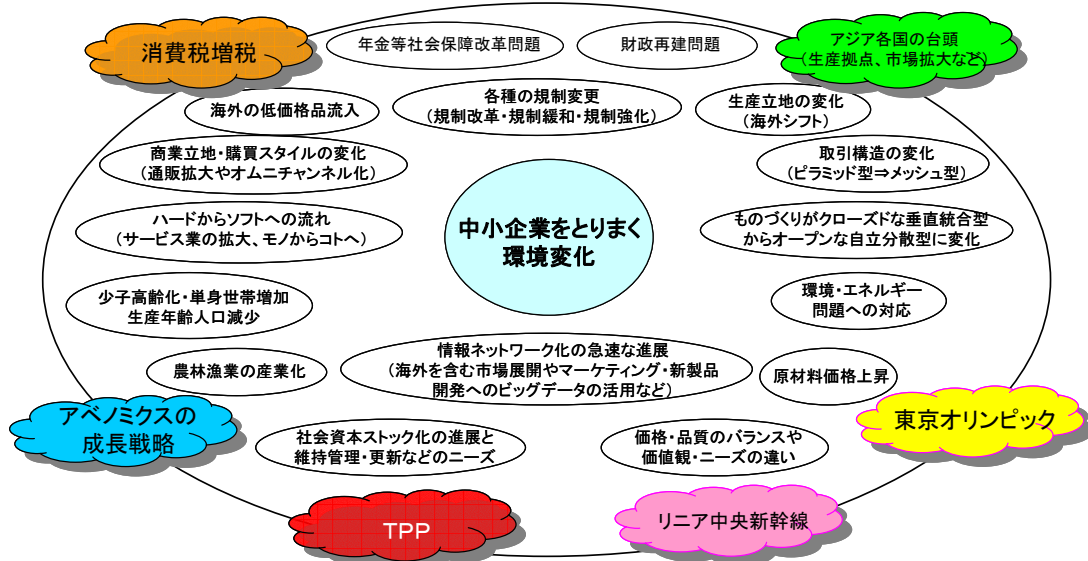 消費税増税
年金等社会保障改革問題
財政再建問題
アジア各国の台頭
(生産拠点、市場拡大など)
海外の低価格品流入
各種の規制変更
(規制改革・規制緩和・規制強化)
生産立地の変化
(海外シフト)
商業立地・購買スタイルの変化
(通販拡大やオムニチャンネル化)
取引構造の変化
(ピラミッド型⇒メッシュ型)
中小企業をとりまく
環境変化
ハードからソフトへの流れ
(サービス業の拡大、モノからコトへ)
ものづくりがクローズドな垂直統合型
からオープンな自立分散型に変化
少子高齢化・単身世帯増加
生産年齢人口減少
環境・エネルギー
問題への対応
農林漁業の産業化
情報ネットワーク化の急速な進展
(海外を含む市場展開やマーケティング・新製品
開発へのビッグデータの活用など)
原材料価格上昇
アベノミクスの
成長戦略
東京オリンピック
社会資本ストック化の進展と
維持管理・更新などのニーズ
価格・品質のバランスや
価値観・ニーズの違い
TPP
リニア中央新幹線